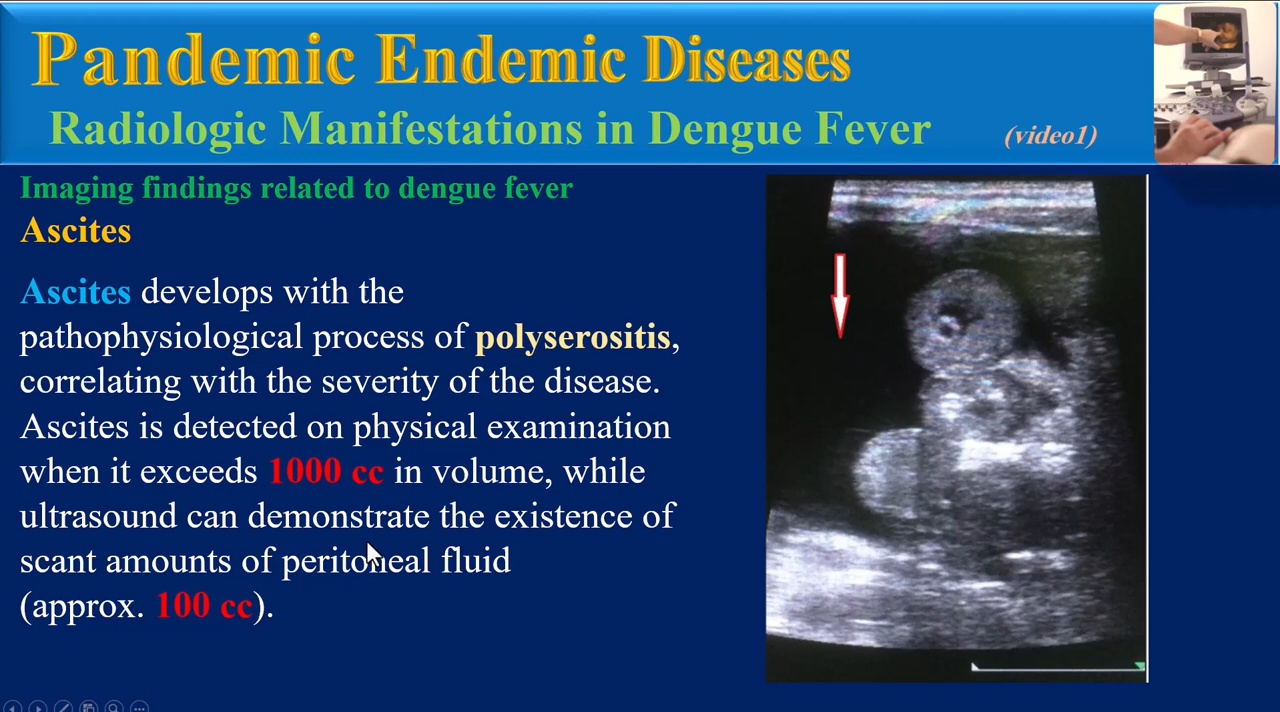 Pandemic Endemic Diseases
Radiologic Manifestations in Dengue Fever (video1)
Imaging findings related to dengue fever
Ascites
Ascites develops with the
pathophysiological process of polyserositis,
correlating with the severity of the disease.
Ascites is detected on physical examination
when it exceeds 1000 cc in volume, while
ultrasound can demonstrate the existence of
scant amounts of peritoneal fluid
(approx. 100 cc).